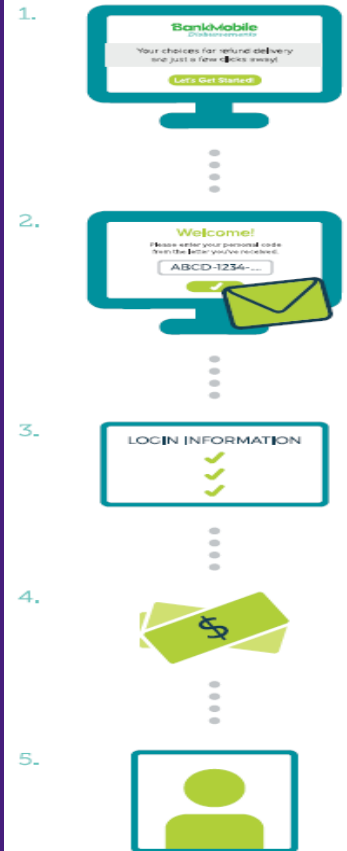 1.
BankMobile
Disbursements
Your choices for refund delivery
are just a few clicks away!
Let's Get Started!
2.
Welcome!
Please enter your personal code
from the letter you've received.
ABCD-1234-...
3.
LOGIN INFORMATION
4.
$
5.